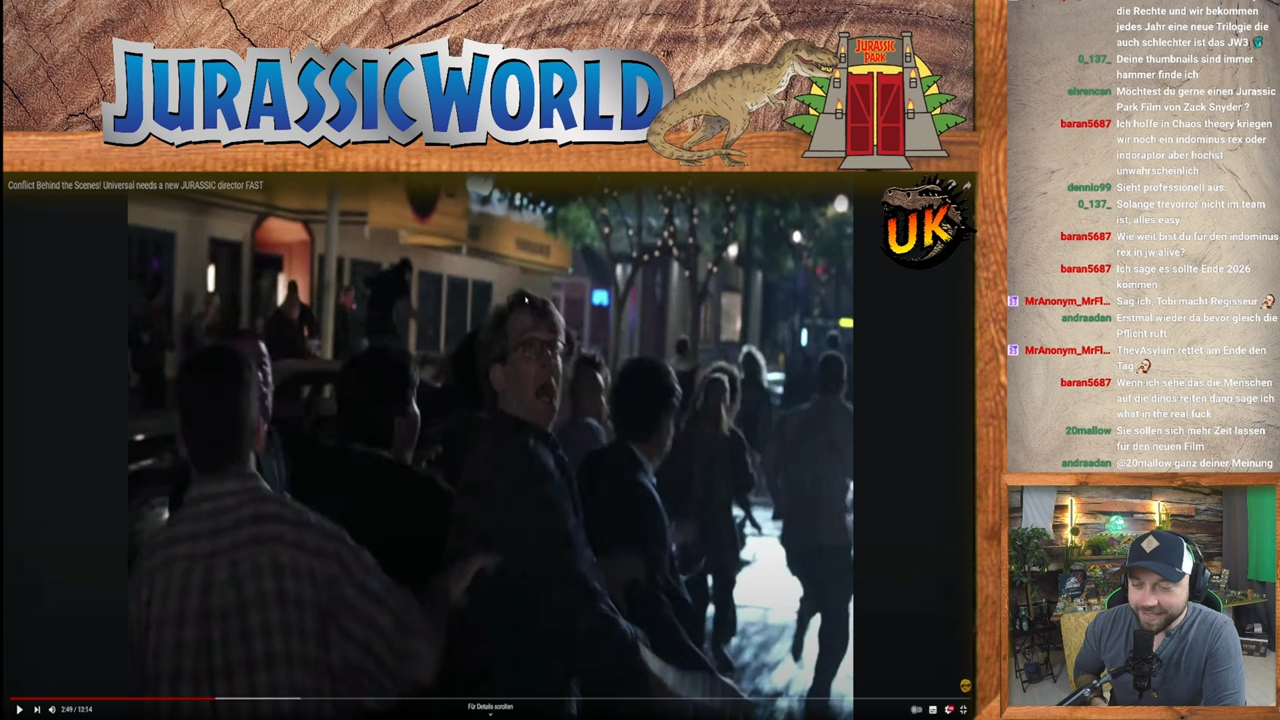 JURASSIC WORLD
JURASSIC
PARK
Conflict Behind the Scenes! Universal needs a new JURASSIC director FAST
UK
2:49 / 13:14
Für Details scrollen
die Rechte und wir bekommen
jedes Jahr eine neue Trilogie die
auch schlechter ist das JW3
0_137_ Deine thumbnails sind immer
hammer finde ich
ehrencan Möchtest du gerne einen Jurassic
Park Film von Zack Snyder ?
baran5687 Ich hoffe in Chaos theory kriegen
wir noch ein indominus rex oder
indoraptor aber höchst
unwahrscheinlich
dennio99 Sieht professionell aus.
0_137_ Solange trevorror nicht im team
ist, alles easy
baran5687 Wie weit bist du für den indominus
rex in jw alive?
baran5687 Ich sage es sollte Ende 2026
kommen
MrAnonym_MrFl... Sag ich, Tobi macht Regisseur
andraadan Erstmal wieder da bevor gleich die
Pflicht ruft
MrAnonym_MrFl... ThevAsylum rettet am Ende den
Tag
baran5687 Wenn ich sehe das die Menschen
auf die dinos reiten dann sage ich
what in the real fuck
20mallow Sie sollen sich mehr Zeit lassen
für den neuen Film
andraadan @20mallow ganz deiner Meinung